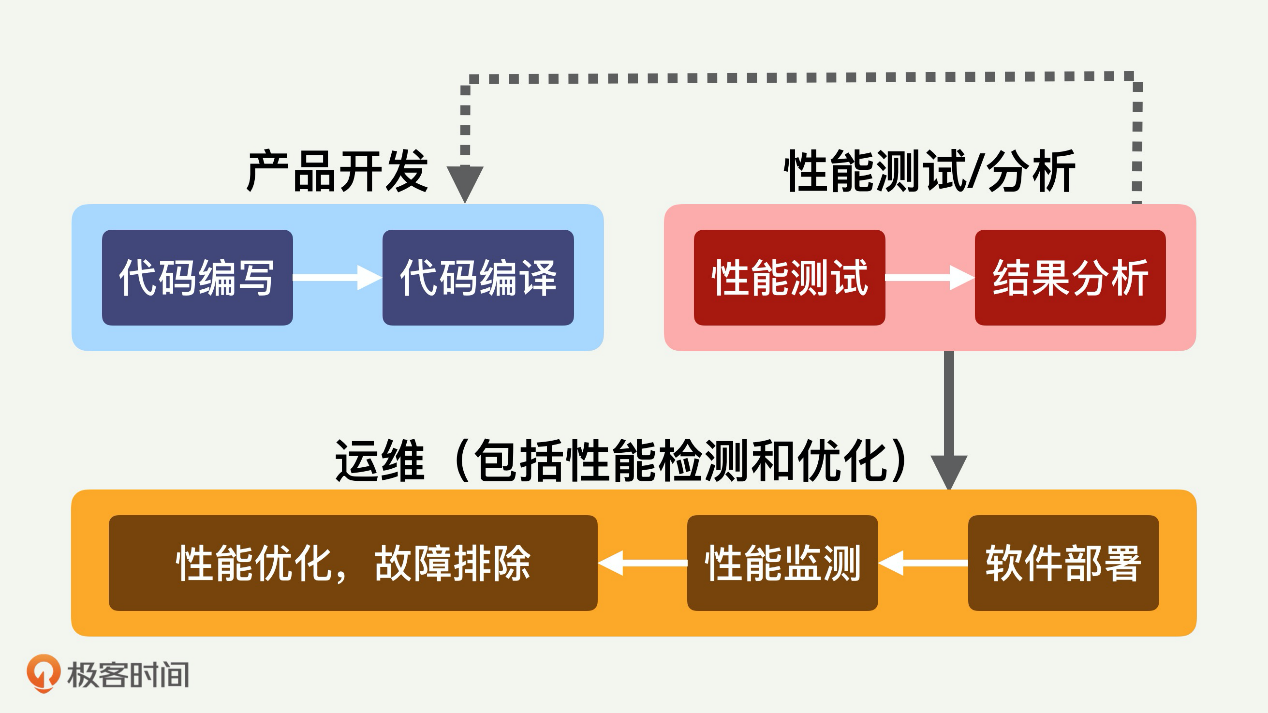 产品开发
性能测试/分析
代码编写
代码编译
性能测试
结果分析
运维（包括性能检测和优化）
性能优化，故障排除
性能监测
软件部署
极客时间